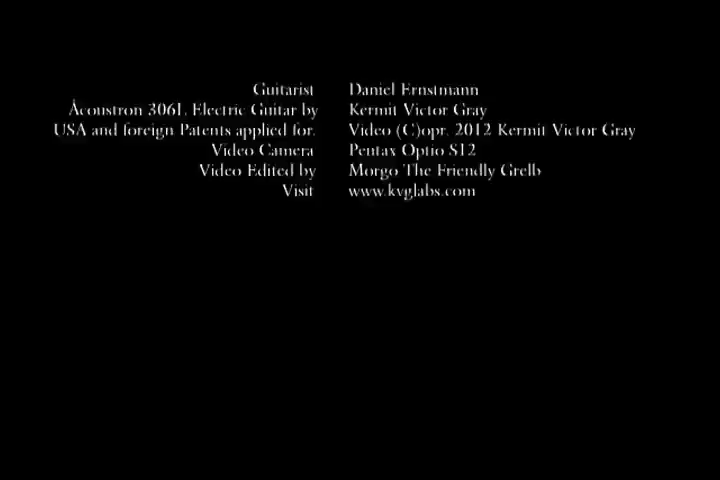 Guitarist Daniel Ernstmann
Åcoustron 306L Electric Guitar by Kermit Victor Gray
USA and foreign Patents applied for. Video (C)opr. 2012 Kermit Victor Gray
Video Camera Pentax Optio S12
Video Edited by Morgo The Friendly Grelb
Visit www.kvglabs.com